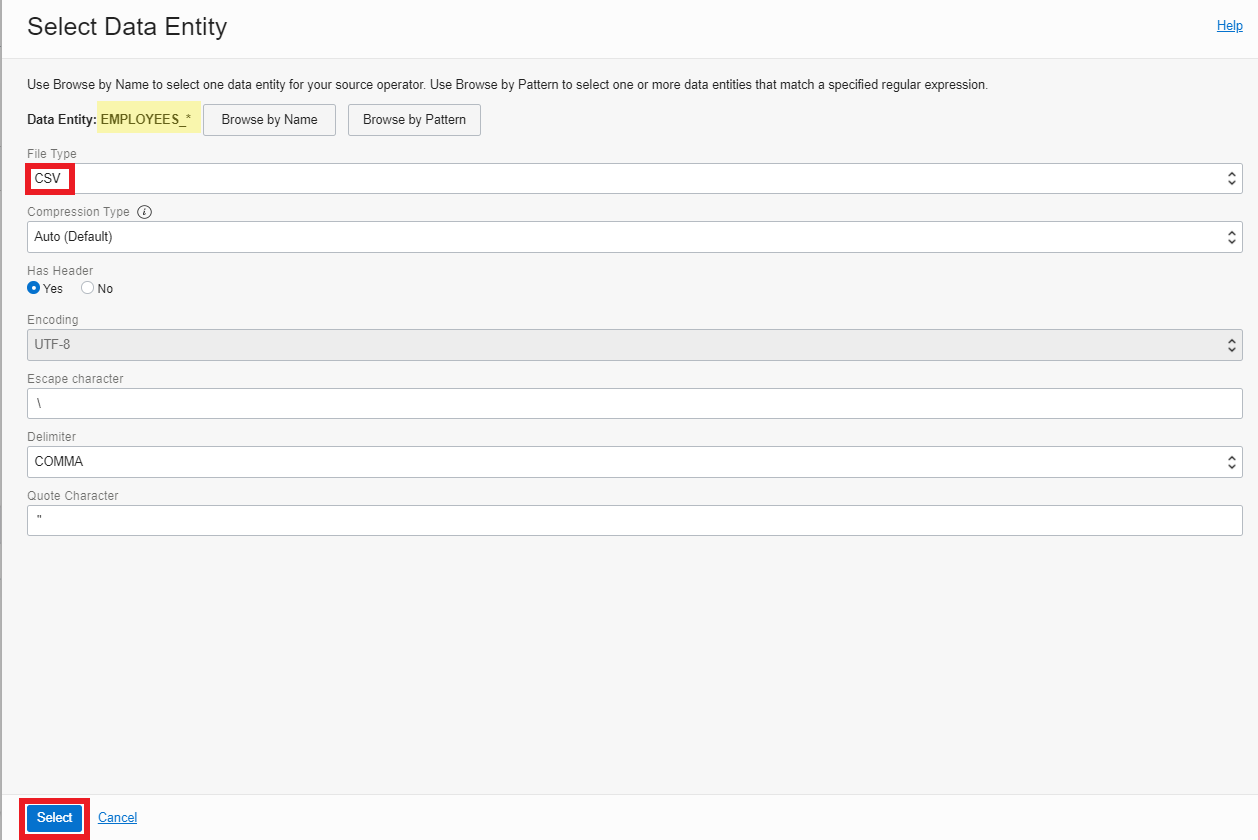 Select Data Entity
Help
Use Browse by Name to select one data entity for your source operator. Use Browse by Pattern to select one or more data entities that match a specified regular expression.
Data Entity: EMPLOYEES_* Browse by Name Browse by Pattern
File Type
CSV
Compression Type i
Auto (Default)
Has Header
Yes No
Encoding
UTF-8
Escape character
\
Delimiter
COMMA
Quote Character
"
Select Cancel